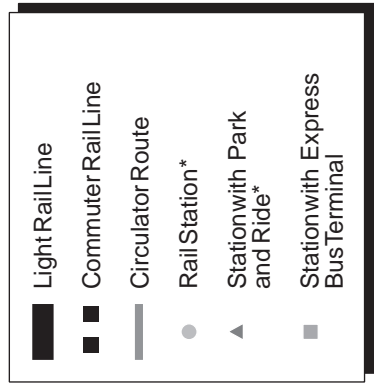 Light Rail Line
Commuter Rail Line
Circulator Route
Rail Station*
Station with Park
and Ride*
Station with Express
Bus Terminal